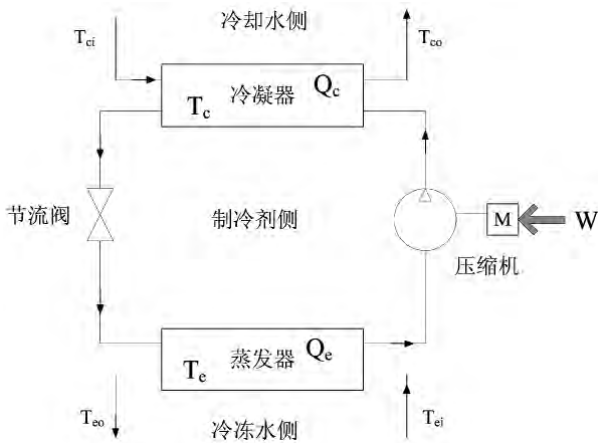 冷却水侧
Tci
Tco
冷凝器
Qc
Tc
节流阀
制冷剂侧
M
W
压缩机
蒸发器
Qe
Te
Teo
Tei
冷冻水侧